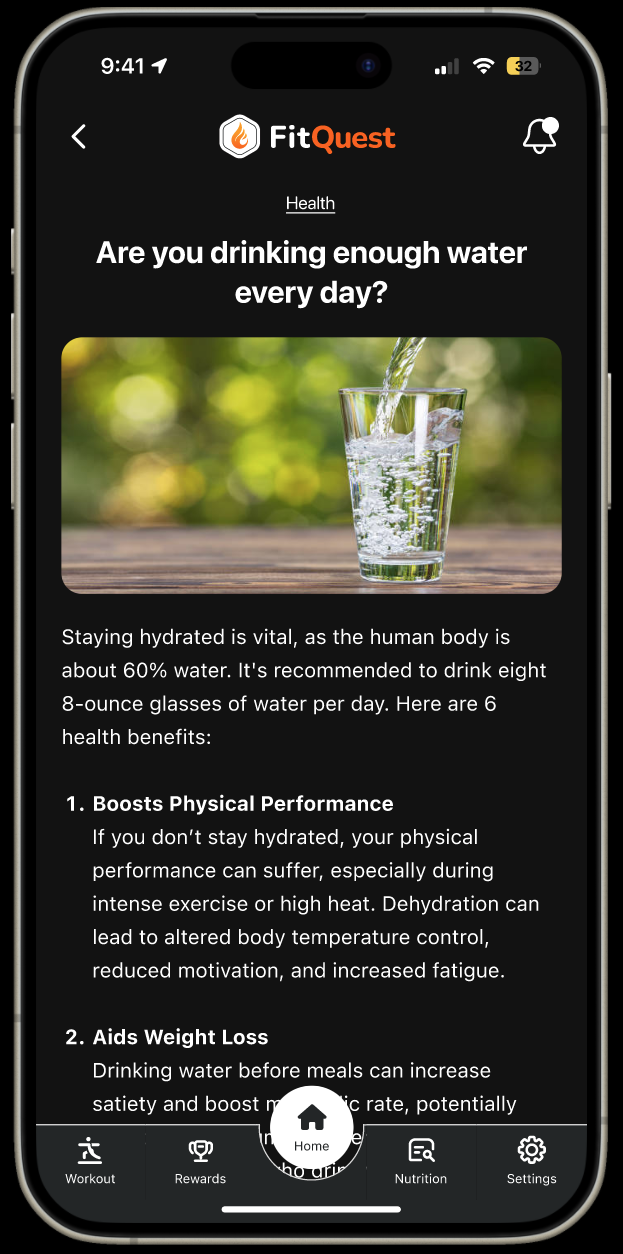 9:41
32
FitQuest
Health
Are you drinking enough water
every day?
Staying hydrated is vital, as the human body is
about 60% water. It's recommended to drink eight
8-ounce glasses of water per day. Here are 6
health benefits:
1. Boosts Physical Performance
If you don’t stay hydrated, your physical
performance can suffer, especially during
intense exercise or high heat. Dehydration can
lead to altered body temperature control,
reduced motivation, and increased fatigue.
2. Aids Weight Loss
Drinking water before meals can increase
satiety and boost rate, potentially
Home
Workout
Rewards
Nutrition
Settings